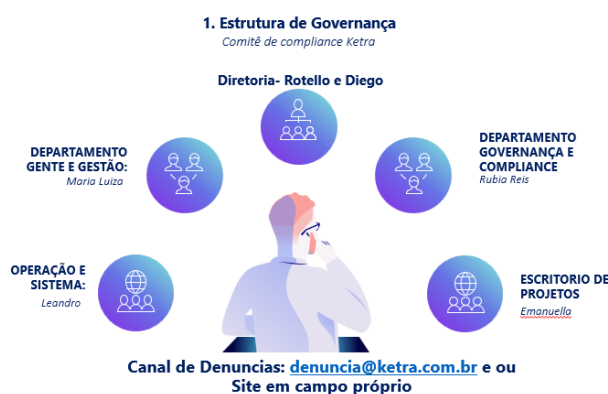 1. Estrutura de Governança
Comitê de compliance Ketra
Diretoria- Rotello e Diego
DEPARTAMENTO
GENTE E GESTÃO:
Maria Luiza
DEPARTAMENTO
GOVERNANÇA E
COMPLIANCE
Rubia Reis
OPERAÇÃO E
SISTEMA:
Leandro
ESCRITORIO DE
PROJETOS
Emanuella
Canal de Denuncias: denuncia@ketra.com.br e ou
Site em campo próprio